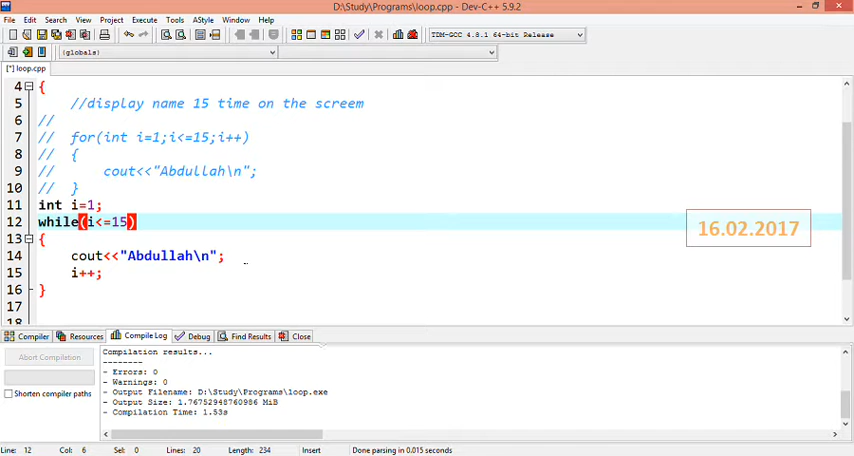 D:\Study\Programs\loop.cpp - Dev-C++ 5.9.2
File Edit Search View Project Execute Tools AStyle Window Help
TDM-GCC 4.8.1 64-bit Release
(globals)
[*] loop.cpp
4 {
5 //display name 15 time on the screem
6 //
7 // for(int i=1;i<=15;i++)
8 // {
9 // cout<<"Abdullah\n";
10 // }
11 int i=1;
12 while(i<=15)
13 {
14 cout<<"Abdullah\n";
15 i++;
16 }
17
18
16.02.2017
Compiler Resources Compile Log Debug Find Results Close
Abort Compilation
Shorten compiler paths
Compilation results...
--------
- Errors: 0
- Warnings: 0
- Output Filename: D:\Study\Programs\loop.exe
- Output Size: 1.76752948760986 MiB
- Compilation Time: 1.53s
Line: 12 Col: 6 Sel: 0 Lines: 20 Length: 234 Insert Done parsing in 0.015 seconds